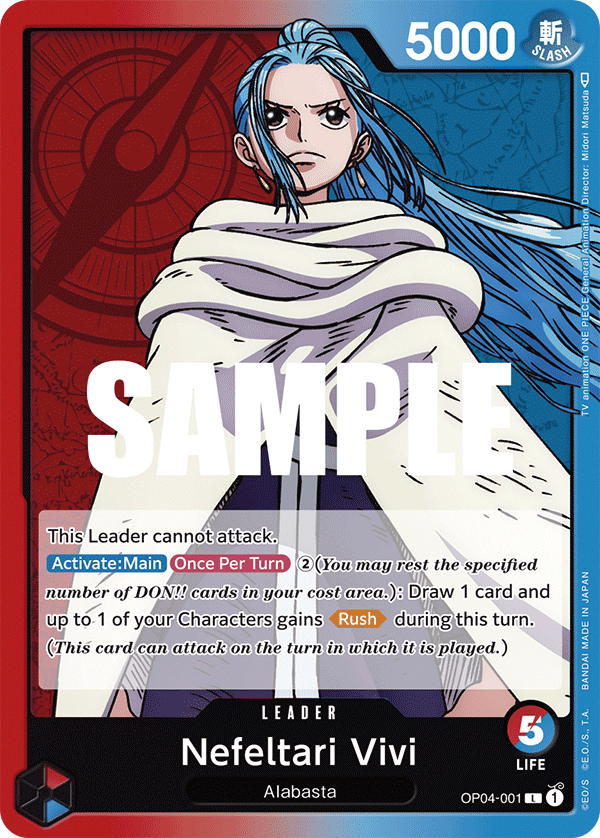 5000
斬
SLASH
TV animation ONE PIECE General Animation Director: Midori Matsuda
SAMPLE
This Leader cannot attack.
Activate:Main Once Per Turn ②(You may rest the specified
number of DON!! cards in your cost area.): Draw 1 card and
up to 1 of your Characters gains Rush during this turn.
(This card can attack on the turn in which it is played.)
LEADER
Nefeltari Vivi
Alabasta
5
LIFE
OP04-001 L 1
©EO/S ©E.O./S., T.A. BANDAI MADE IN JAPAN